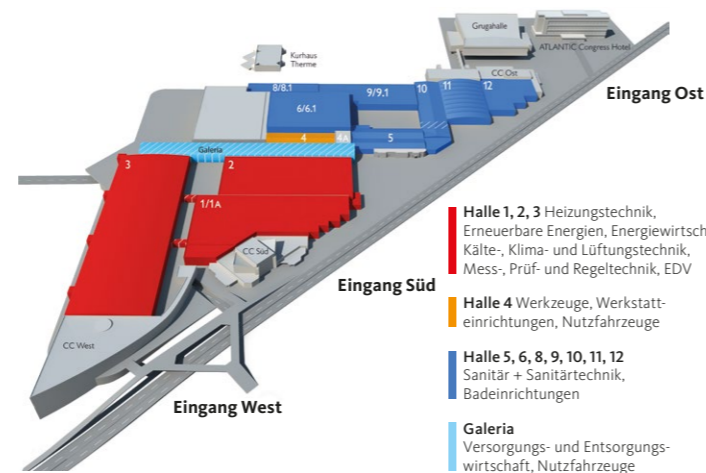 Grugahalle
ATLANTIC Congress Hotel
Kurhaus
Therme
CC Ost
8/8.1
9/9.1
10
11
12
6/6.1
Eingang Ost
4
4A
5
Galeria
3
2
1/1A
Halle 1, 2, 3 Heizungstechnik,
Erneuerbare Energien, Energiewirtsch
Kälte-, Klima- und Lüftungstechnik,
Mess-, Prüf- und Regeltechnik, EDV
CC Süd
Eingang Süd
Halle 4 Werkzeuge, Werkstatt-
einrichtungen, Nutzfahrzeuge
CC West
Halle 5, 6, 8, 9, 10, 11, 12
Sanitär + Sanitärtechnik,
Badeinrichtungen
Eingang West
Galeria
Versorgungs- und Entsorgungs-
wirtschaft, Nutzfahrzeuge